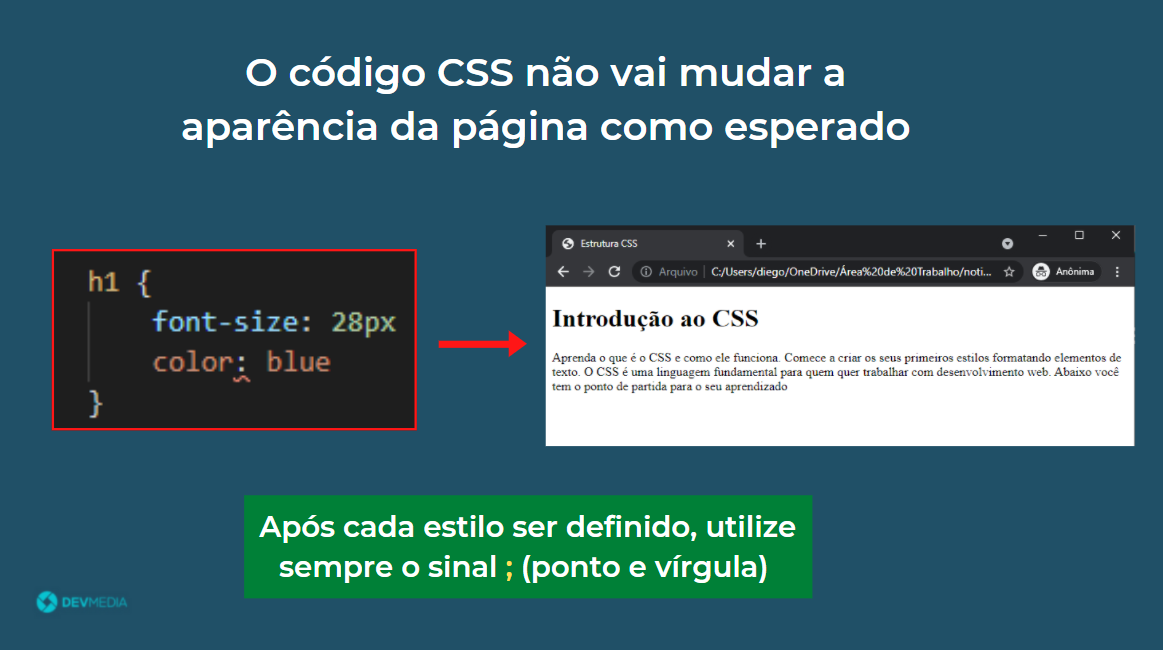 O código CSS não vai mudar a
aparência da página como esperado
h1 {
font-size: 28px
color: blue
}
Estrutura CSS
Arquivo | C:/Users/diego/OneDrive/Área%20de%20Trabalho/noti...
Anônima
Introdução ao CSS
Aprenda o que é o CSS e como ele funciona. Comece a criar os seus primeiros estilos formatando elementos de
texto. O CSS é uma linguagem fundamental para quem quer trabalhar com desenvolvimento web. Abaixo você
tem o ponto de partida para o seu aprendizado
Após cada estilo ser definido, utilize
sempre o sinal ; (ponto e vírgula)
DEVMEDIA